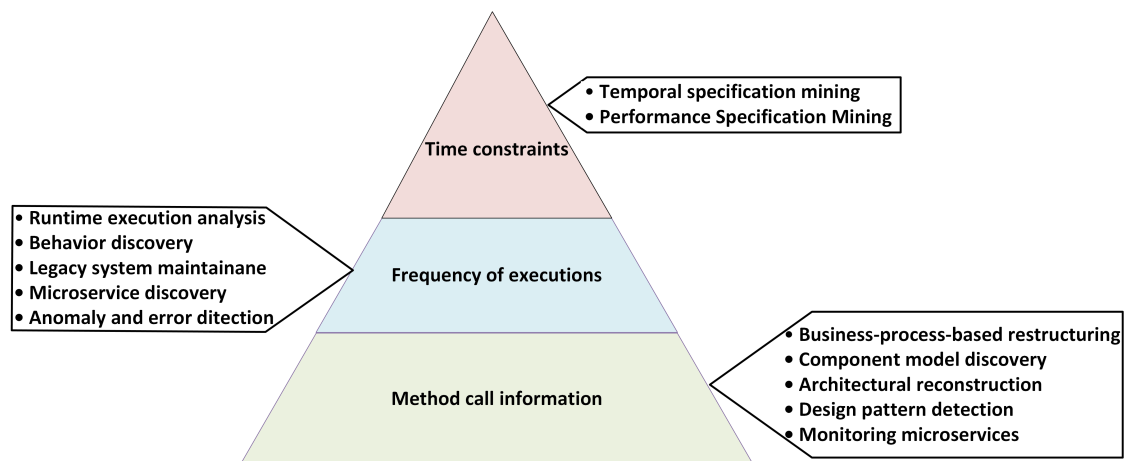 • Temporal specification mining
• Performance Specification Mining
Time constraints
• Runtime execution analysis
• Behavior discovery
• Legacy system maintainane
• Microservice discovery
• Anomaly and error ditection
Frequency of executions
• Business-process-based restructuring
• Component model discovery
• Architectural reconstruction
• Design pattern detection
• Monitoring microservices
Method call information